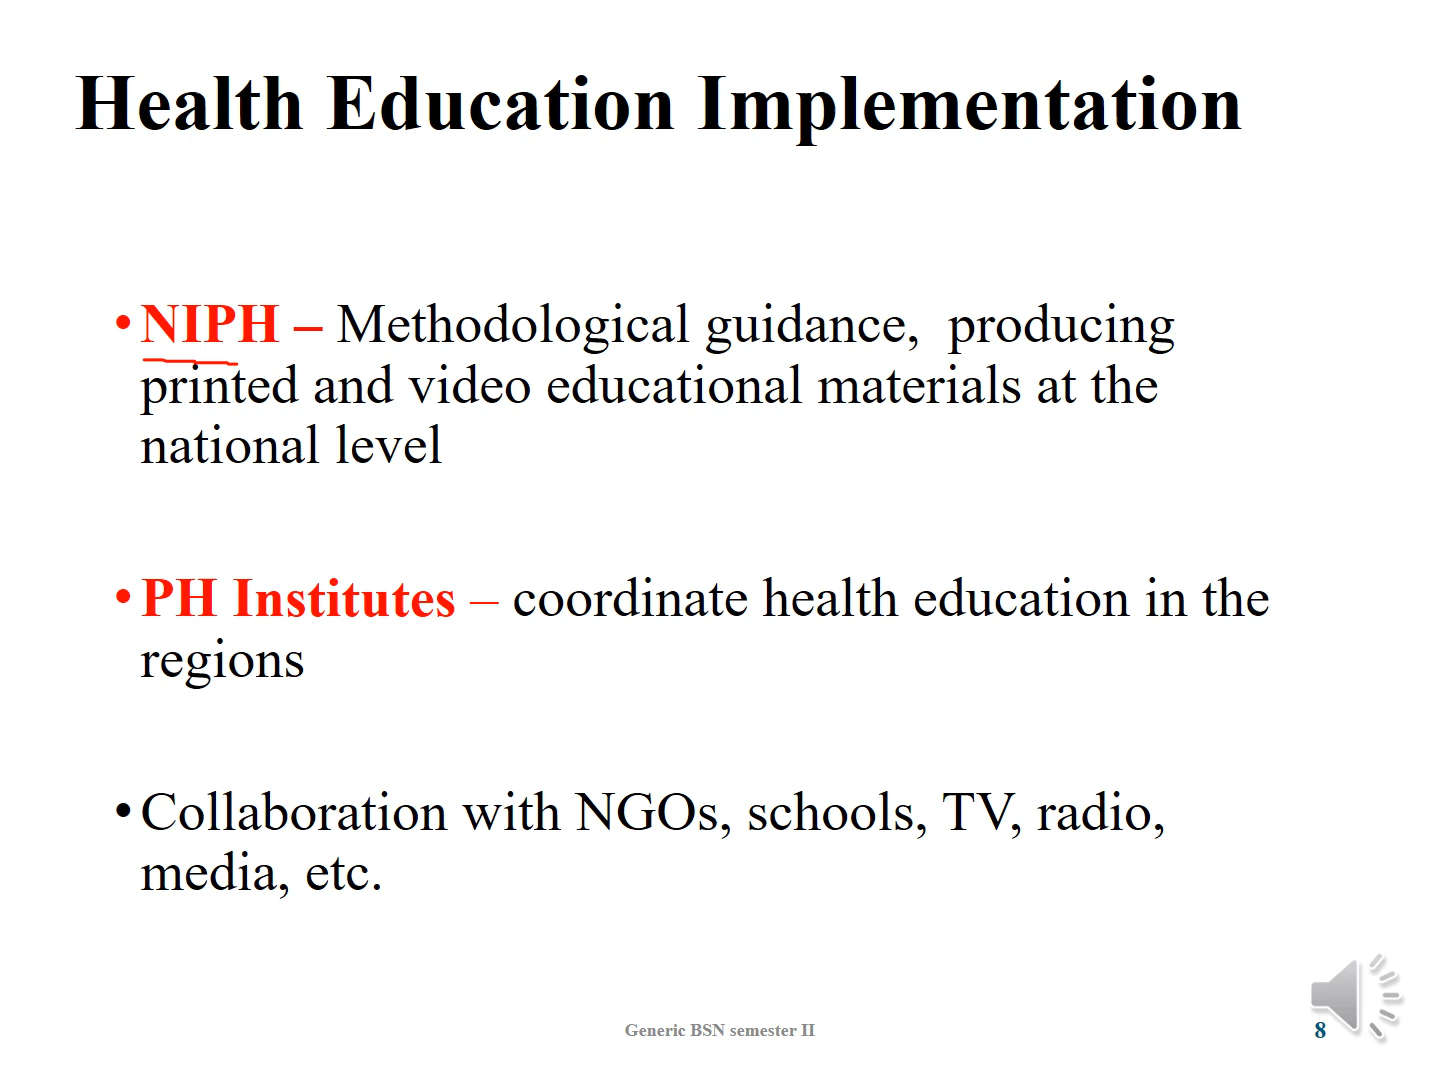 Health Education Implementation
• NIPH – Methodological guidance,  producing
printed and video educational materials at the
national level
• PH Institutes – coordinate health education in the
regions
• Collaboration with NGOs, schools, TV, radio,
media, etc.
Generic BSN semester II
8